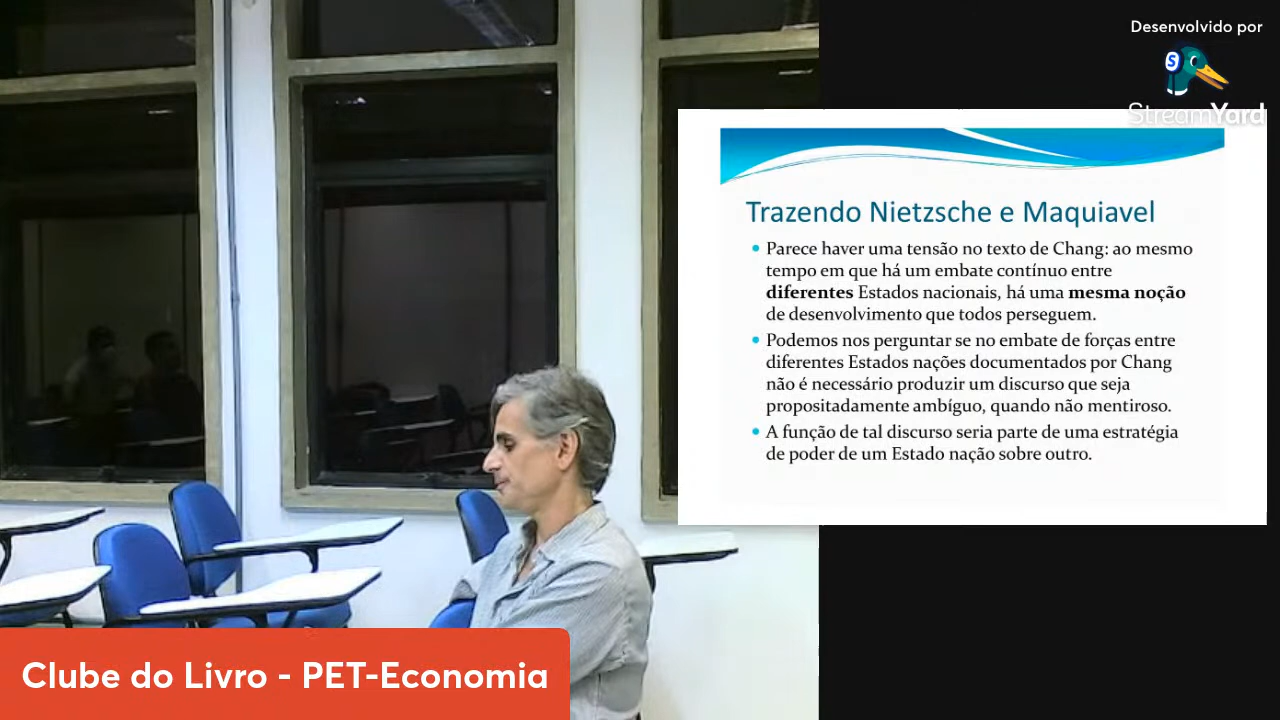 Desenvolvido por
S
StreamYard
Trazendo Nietzsche e Maquiavel
Parece haver uma tensão no texto de Chang: ao mesmo
tempo em que há um embate contínuo entre
diferentes Estados nacionais, há uma mesma noção
de desenvolvimento que todos perseguem.
Podemos nos perguntar se no embate de forças entre
diferentes Estados nações documentados por Chang
não é necessário produzir um discurso que seja
propositadamente ambíguo, quando não mentiroso.
A função de tal discurso seria parte de uma estratégia
de poder de um Estado nação sobre outro.
Clube do Livro - PET-Economia